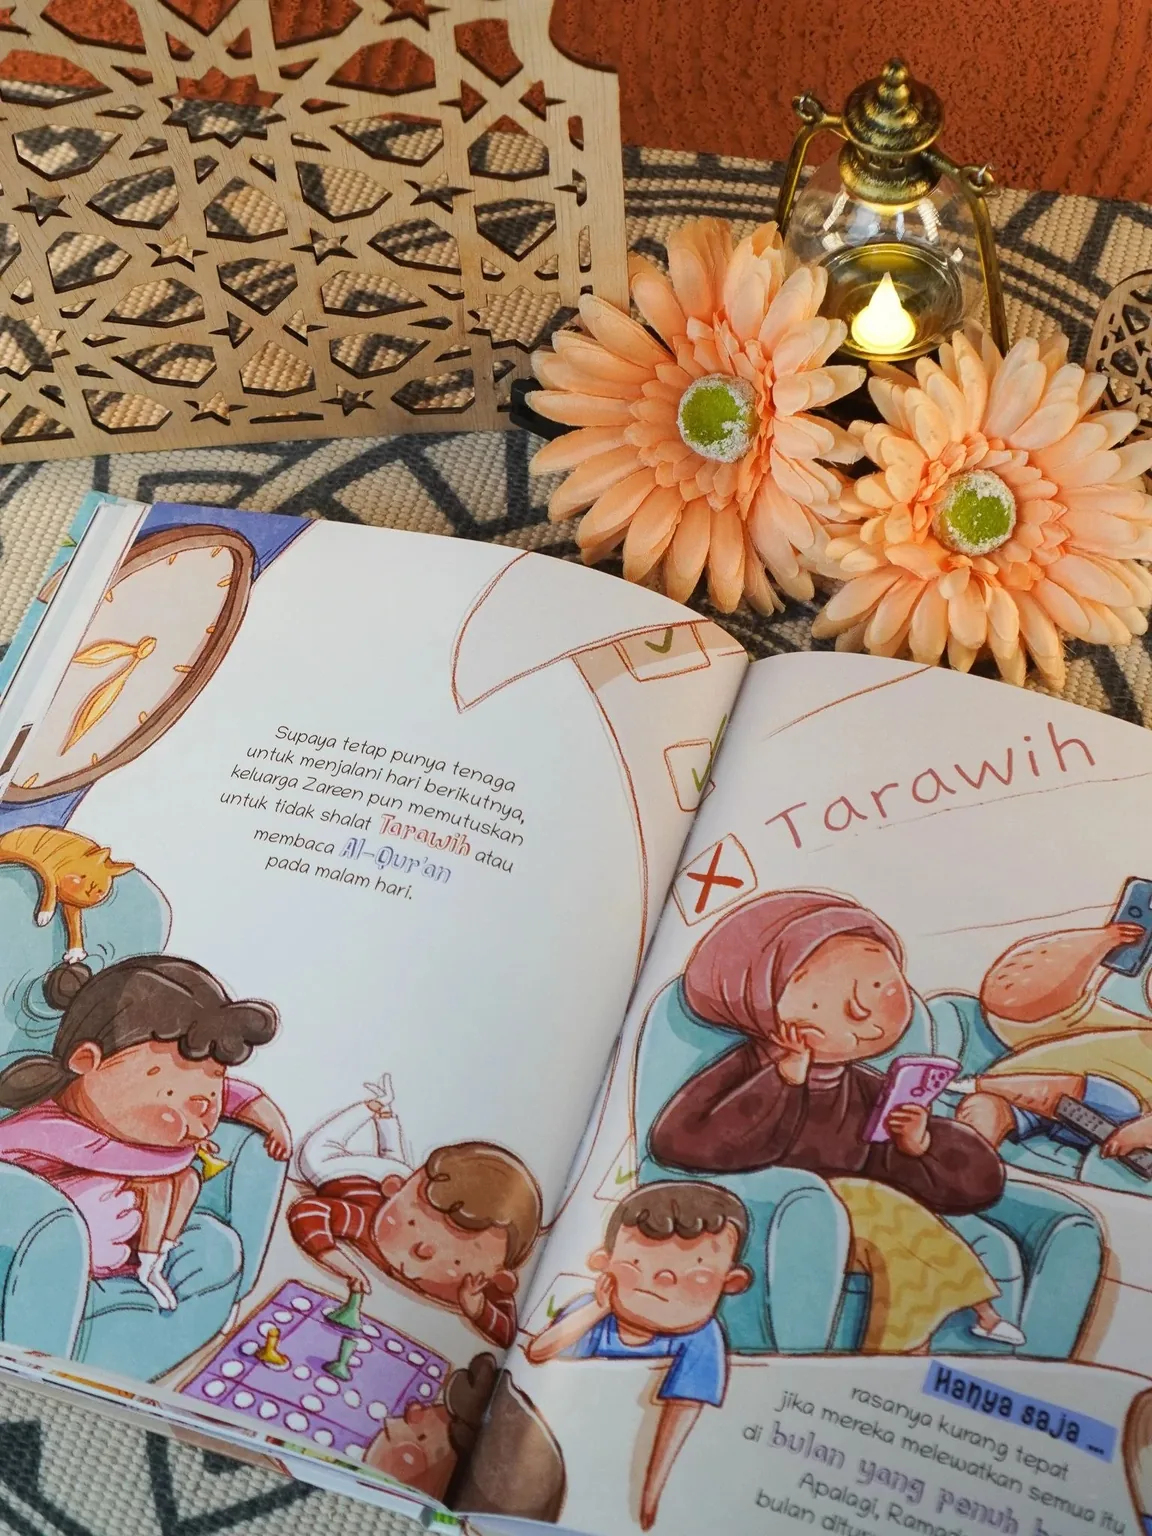 Supaya tetap punya tenaga
untuk menjalani hari berikutnya,
keluarga Zareen pun memutuskan
untuk tidak shalat Tarawih atau
membaca Al-Qur'an
pada malam hari.
Tarawih
Hanya saja ...
rasanya kurang tepat
jika mereka melewatkan semua itu
di bulan yang penuh
Apalagi,
bulan